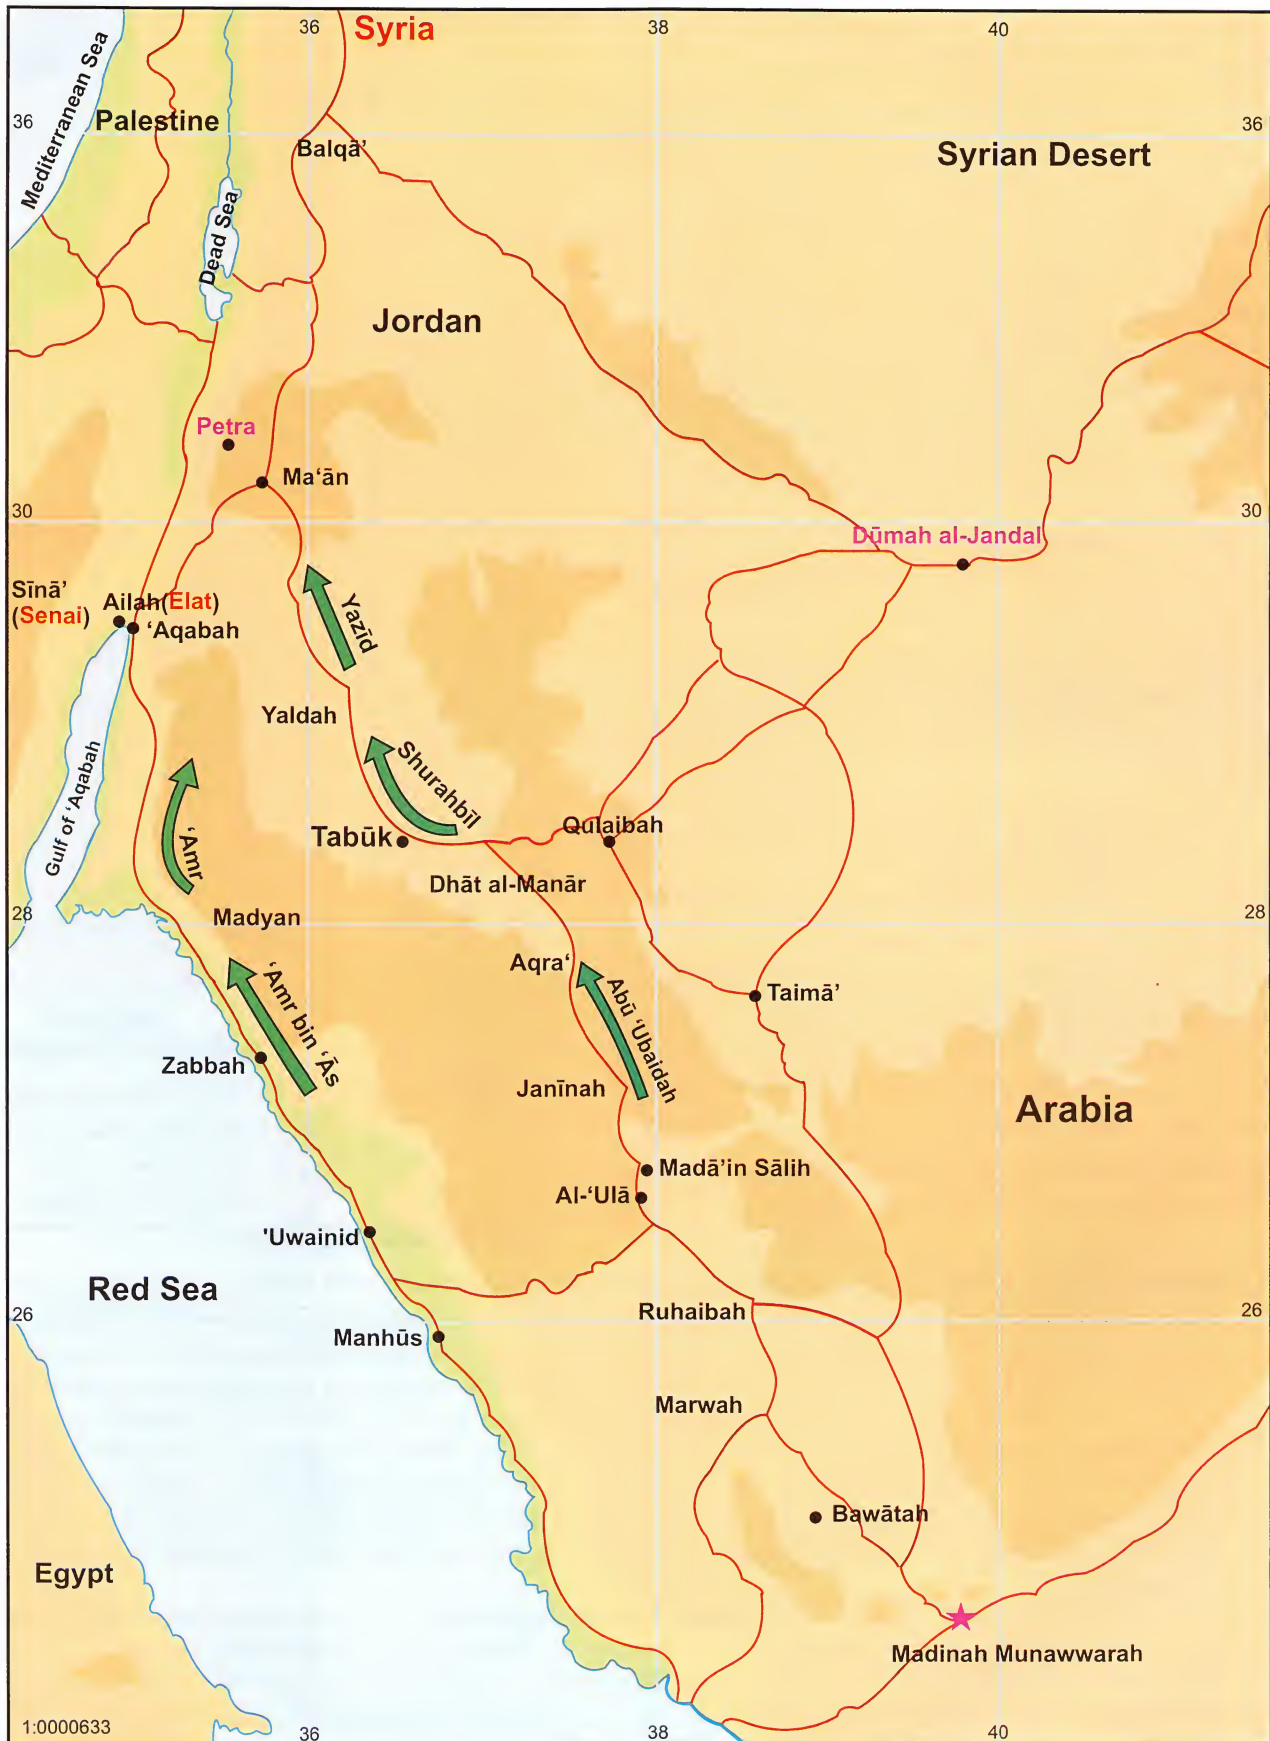 36
38
40
Syria
Mediterranean Sea
Palestine
36
36
Balqā’
Syrian Desert
Dead Sea
Jordan
Petra
Ma‘ān
30
30
Dūmah al-Jandal
Sīnā’
(Senai)
Ailah(Elat)
‘Aqabah
Yazīd
Yaldah
Gulf of ‘Aqabah
Shurahbīl
‘Amr
Tabūk
Qulaibah
Dhāt al-Manār
28
28
Madyan
Aqra‘
‘Amr bin ‘Ās
Abū ‘Ubaidah
Taimā’
Zabbah
Janīnah
Arabia
Madā’in Sālih
Al-‘Ulā
'Uwainid
Red Sea
26
26
Ruhaibah
Manhūs
Marwah
Bawātah
Egypt
Madinah Munawwarah
1:0000633
36
38
40